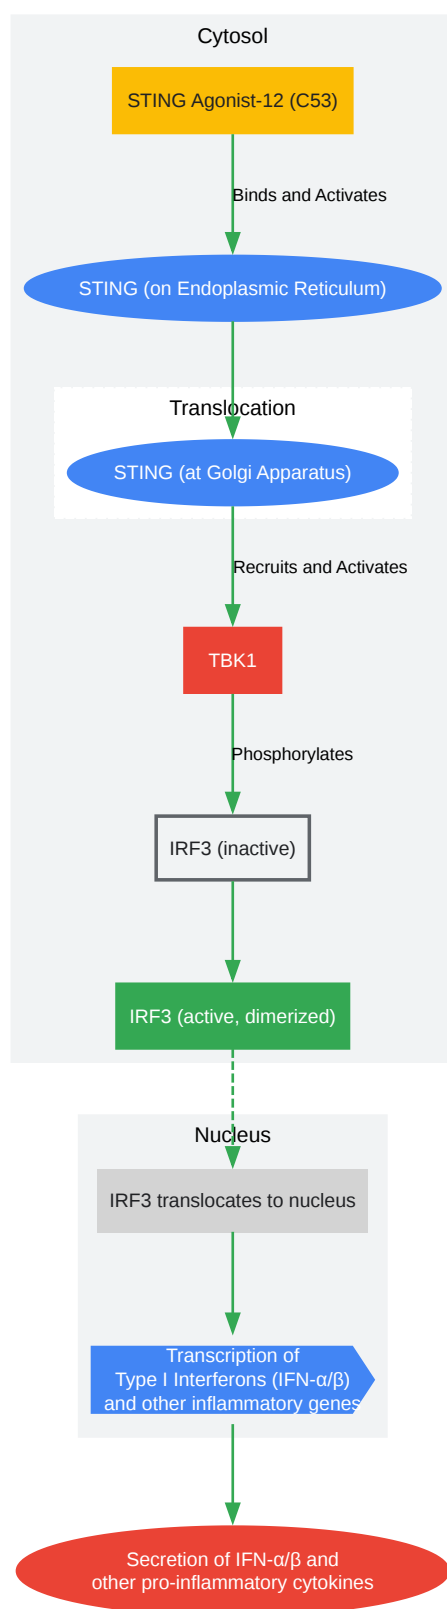 Cytosol
STING Agonist-12 (C53)
Binds and Activates
STING (on Endoplasmic Reticulum)
Translocation
STING (at Golgi Apparatus)
Recruits and Activates
TBK1
Phosphorylates
IRF3 (inactive)
IRF3 (active, dimerized)
Nucleus
IRF3 translocates to nucleus
Transcription of
Type I Interferons (IFN-α/β)
and other inflammatory genes
Secretion of IFN-α/β and
other pro-inflammatory cytokines